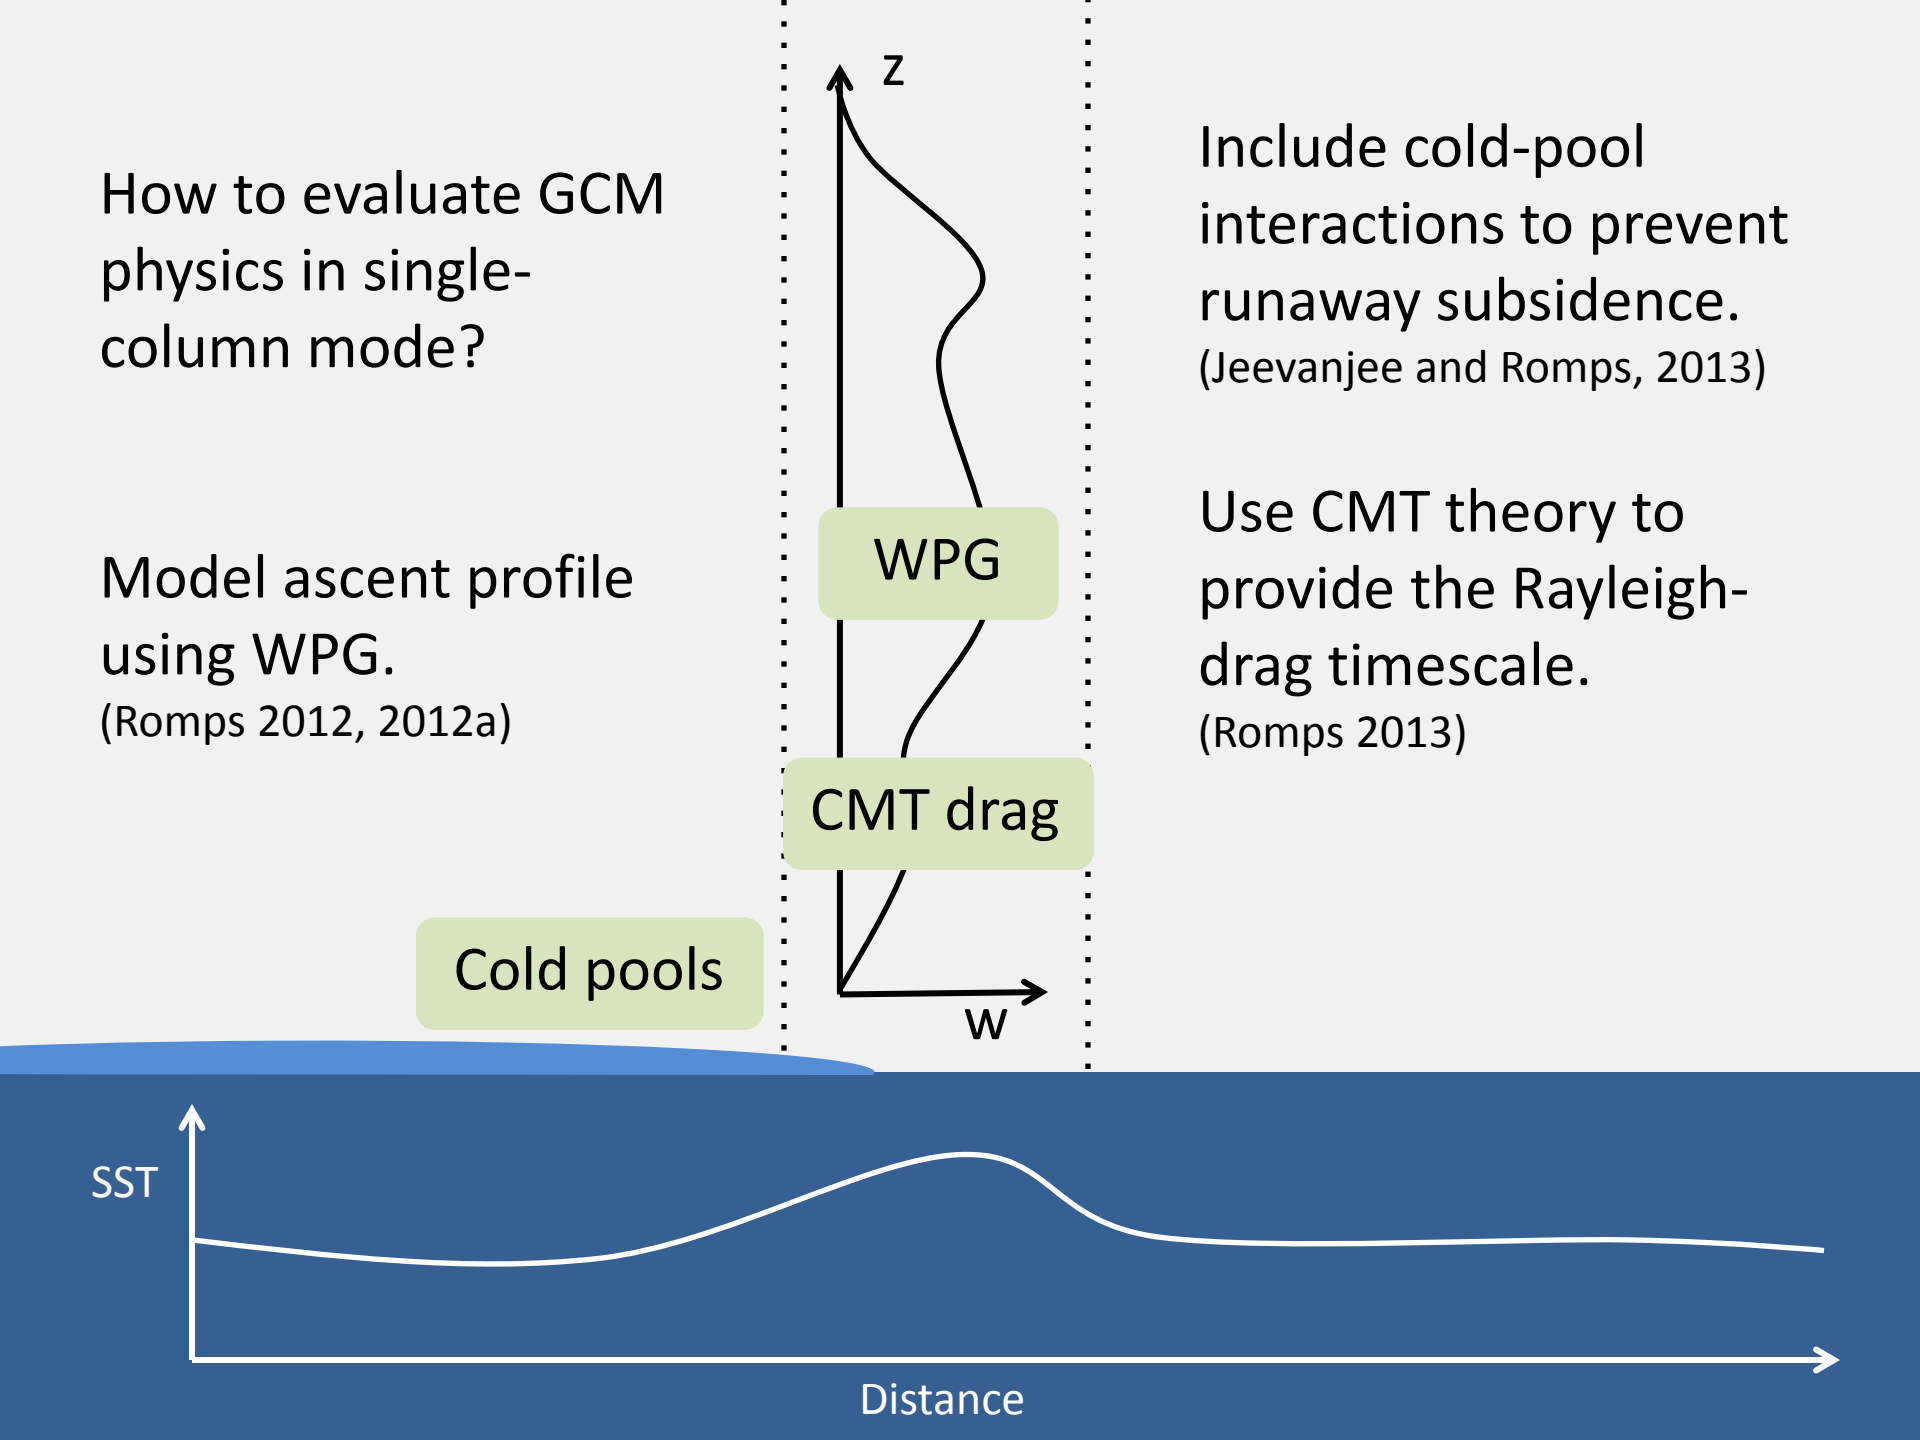 How to evaluate GCM
physics in single-
column mode?
Model ascent profile
using WPG.
(Romps 2012, 2012a)
z
WPG
CMT drag
Cold pools
w
Include cold-pool
interactions to prevent
runaway subsidence.
(Jeevanjee and Romps, 2013)
Use CMT theory to
provide the Rayleigh-
drag timescale.
(Romps 2013)
SST
Distance